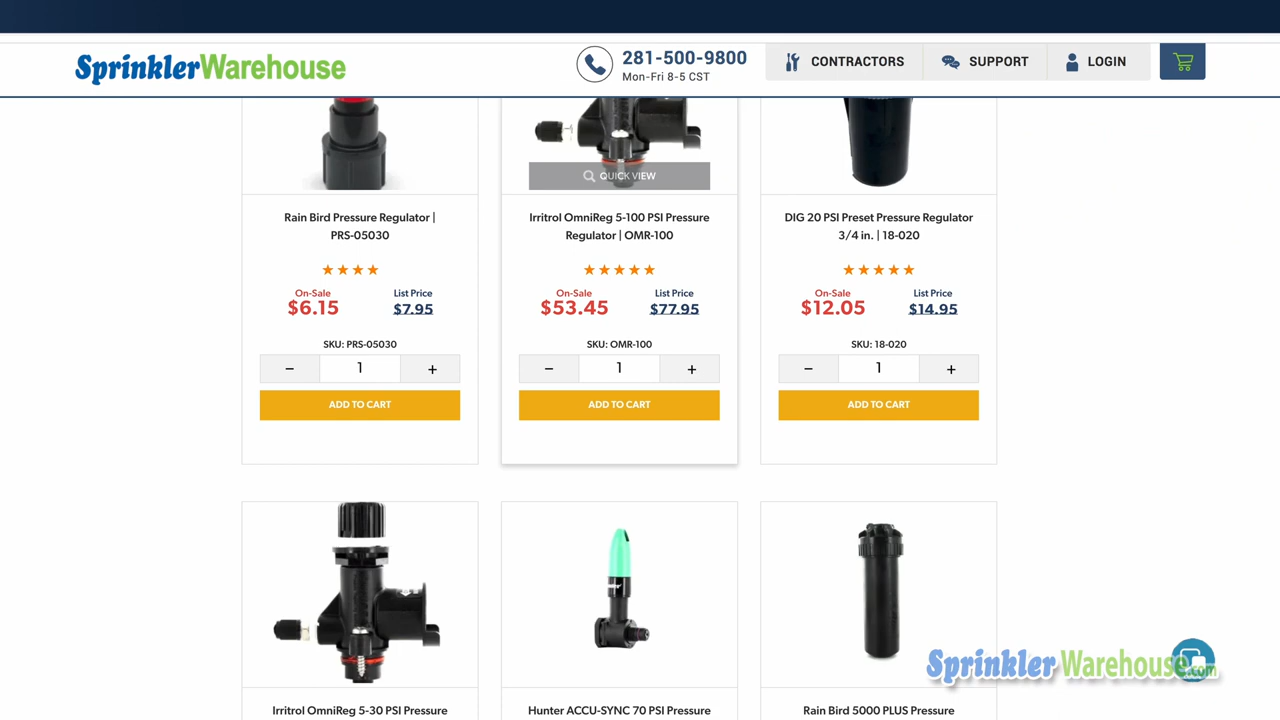 SprinklerWarehouse
281-500-9800
Mon-Fri 8-5 CST
CONTRACTORS
SUPPORT
LOGIN
QUICK VIEW
Rain Bird Pressure Regulator |
PRS-05030
On-Sale
List Price
$6.15
$7.95
SKU: PRS-05030
− 1 +
ADD TO CART
Irritrol OmniReg 5-100 PSI Pressure
Regulator | OMR-100
On-Sale
List Price
$53.45
$77.95
SKU: OMR-100
− 1 +
ADD TO CART
DIG 20 PSI Preset Pressure Regulator
3/4 in. | 18-020
On-Sale
List Price
$12.05
$14.95
SKU: 18-020
− 1 +
ADD TO CART
Irritrol OmniReg 5-30 PSI Pressure
Hunter ACCU-SYNC 70 PSI Pressure
Rain Bird 5000 PLUS Pressure
SprinklerWarehouse.com